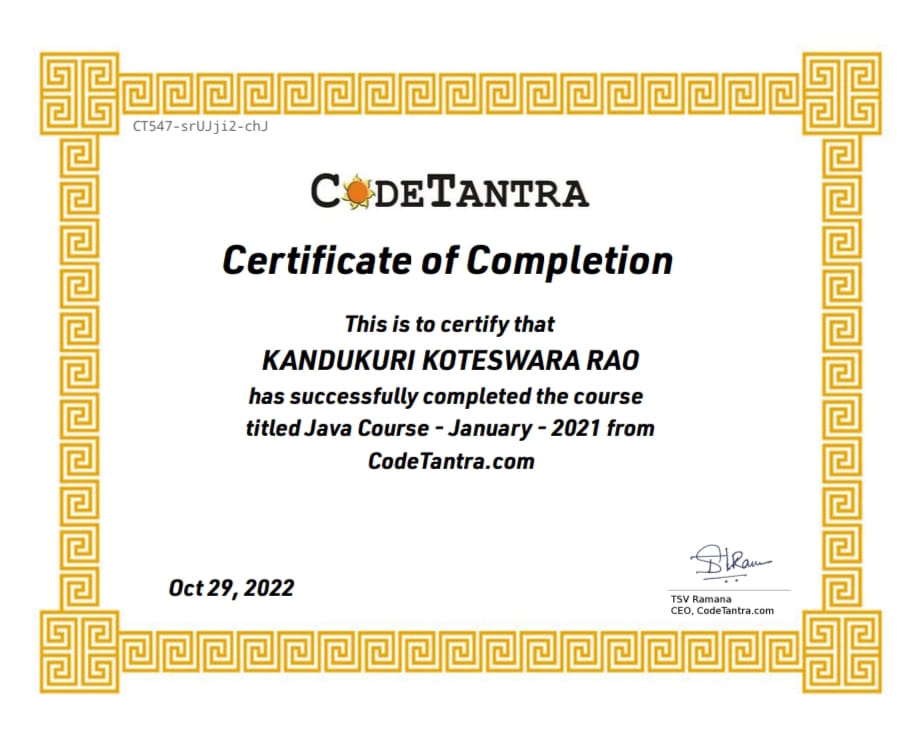 CT547-srUJji2-chJ
CODETANTRA
Certificate of Completion
This is to certify that
KANDUKURI KOTESWARA RAO
has successfully completed the course
titled Java Course - January - 2021 from
CodeTantra.com
Oct 29, 2022
TSV Ramana
CEO, CodeTantra.com